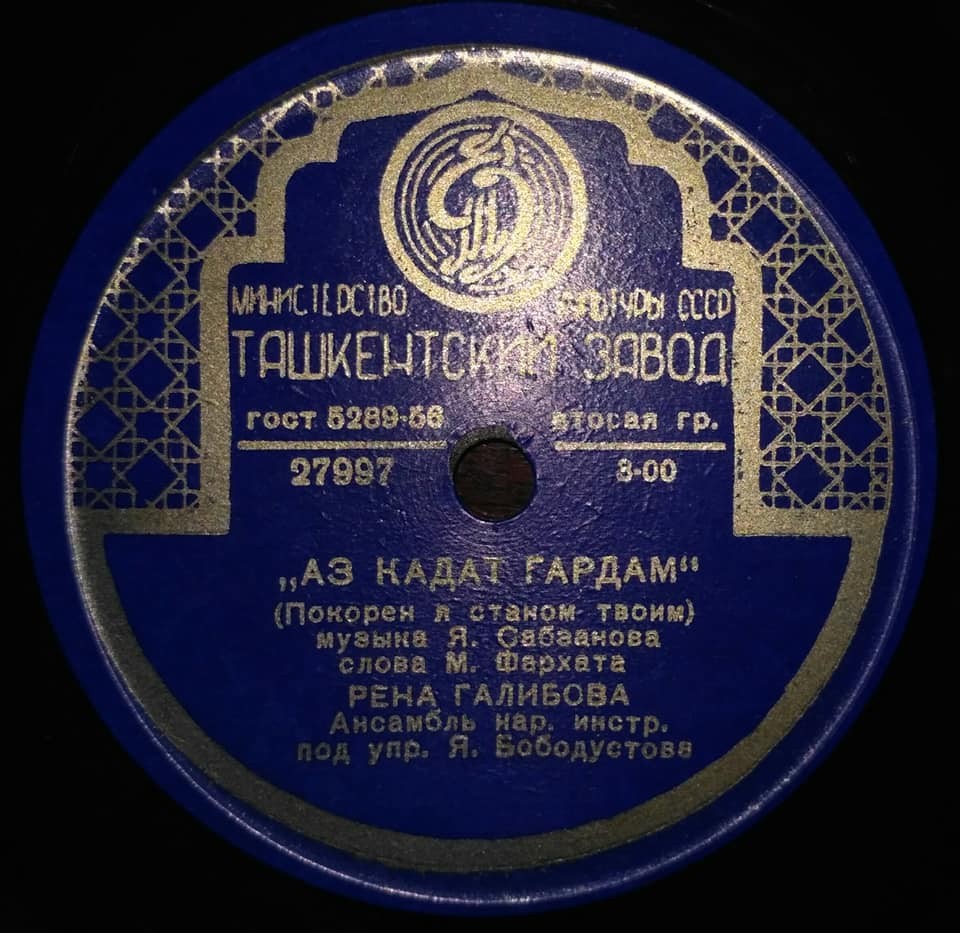 МИНИСТЕРСТВО КУЛЬТУРЫ СССР
ТАШКЕНТСКИЙ ЗАВОД
ГОСТ 5289-56 вторая гр.
27997 3-00
„АЗ КАДАТ ГАРДАМ“
(Покорен я станом твоим)
музыка Я. Сабзанова
слова М. Фархата
РЕНА ГАЛИБОВА
Ансамбль нар. инстр.
под упр. Я. Бободустова